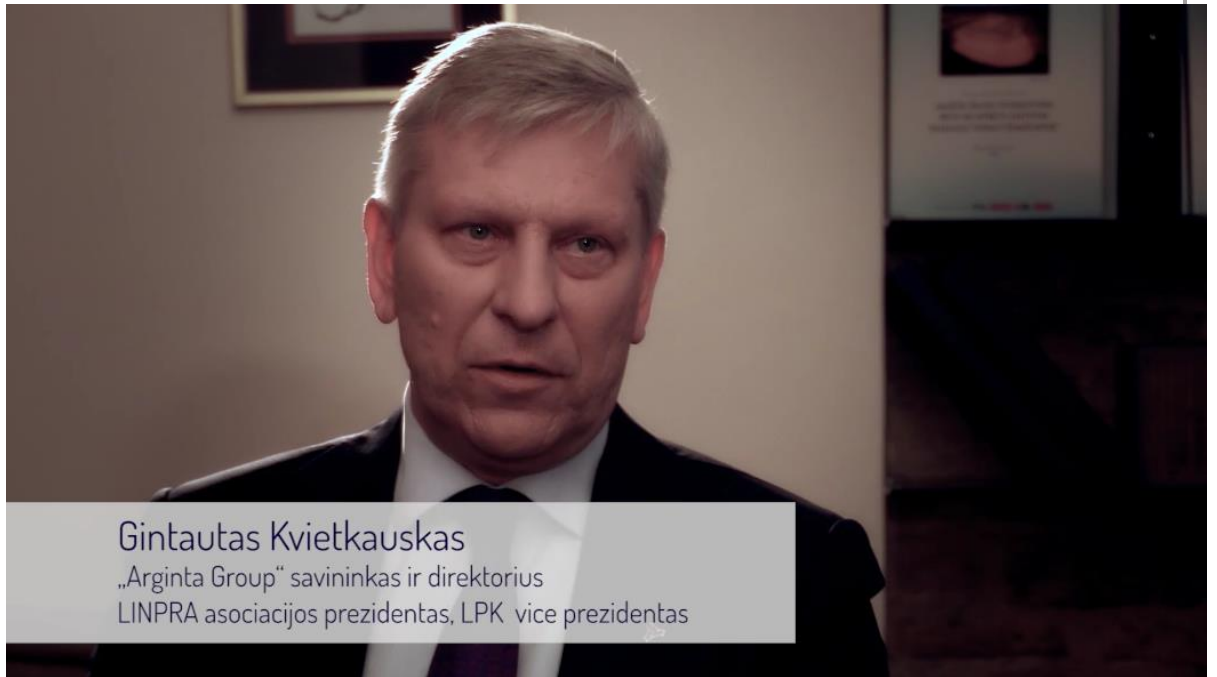 Gintautas Kvietkauskas
„Arginta Group“ savininkas ir direktorius
LINPRA asociacijos prezidentas, LPK vice prezidentas